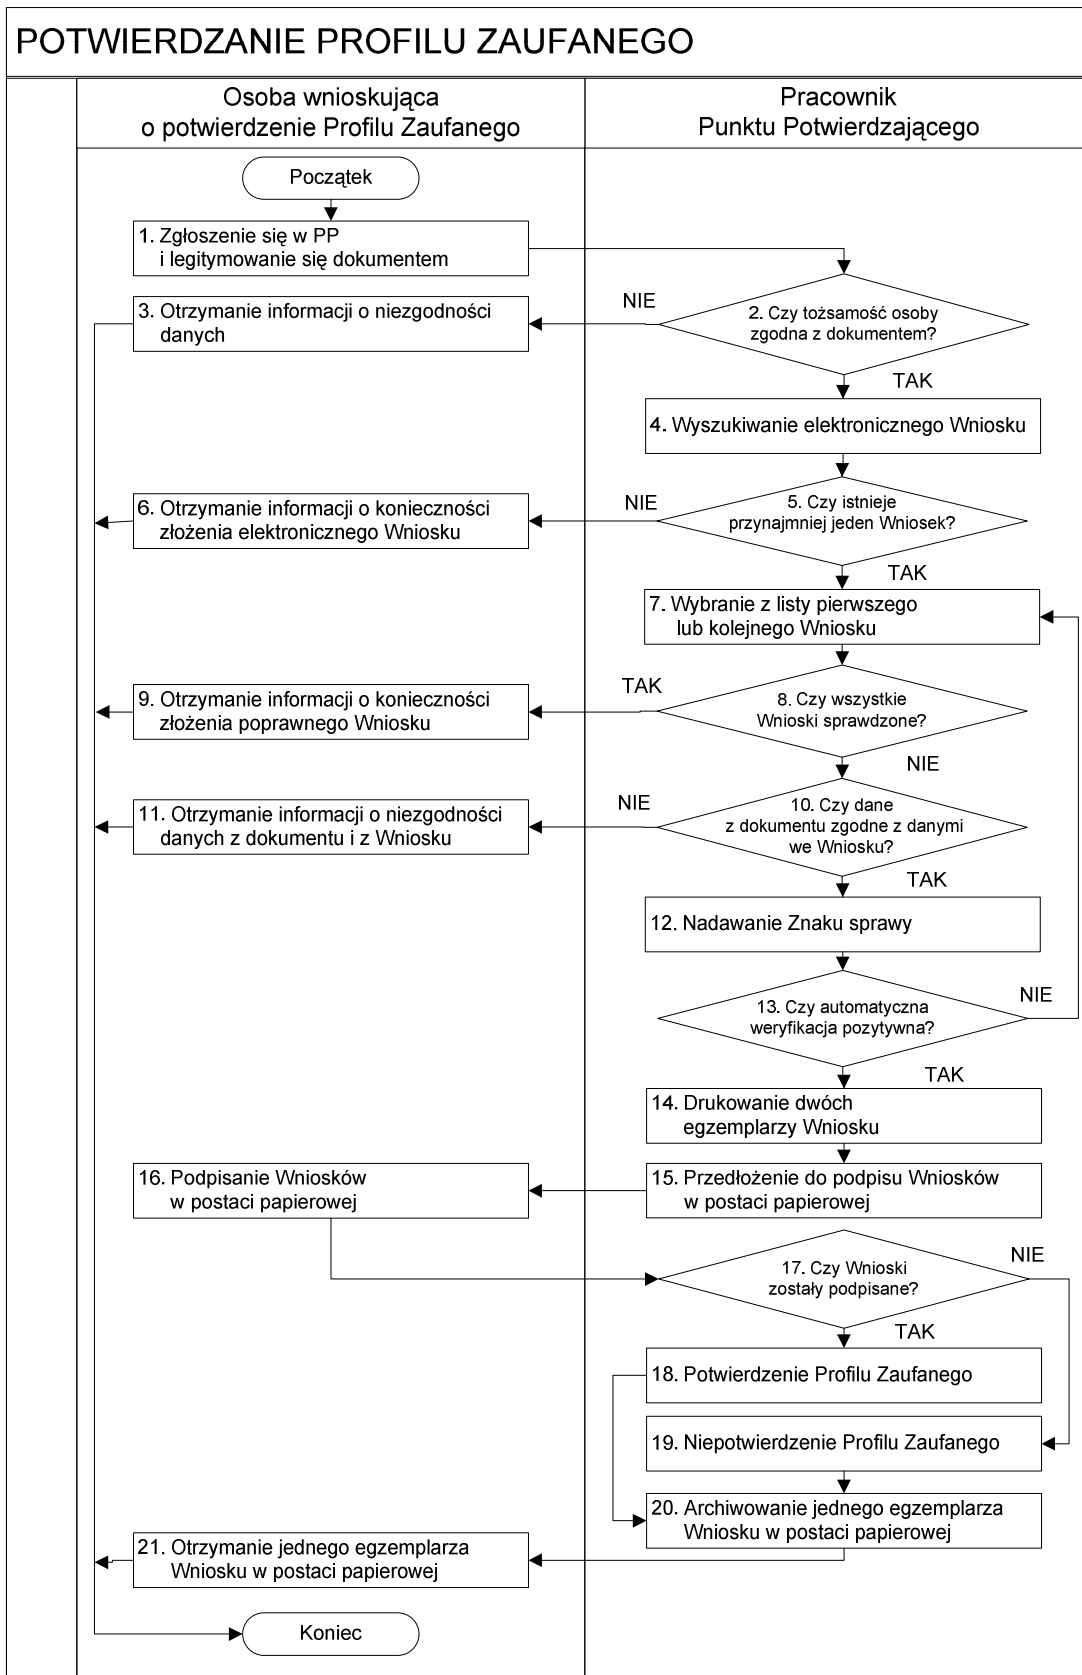 POTWIERDZANIE PROFILU ZAUFANEGO
Osoba wnioskująca
o potwierdzenie Profilu Zaufanego
Pracownik
Punktu Potwierdzającego
Początek
1. Zgłoszenie się w PP
i legitymowanie się dokumentem
2. Czy tożsamość osoby
zgodna z dokumentem?
NIE
TAK
3. Otrzymanie informacji o niezgodności
danych
4. Wyszukiwanie elektronicznego Wniosku
5. Czy istnieje
przynajmniej jeden Wniosek?
NIE
TAK
6. Otrzymanie informacji o konieczności
złożenia elektronicznego Wniosku
7. Wybranie z listy pierwszego
lub kolejnego Wniosku
8. Czy wszystkie
Wnioski sprawdzone?
TAK
NIE
9. Otrzymanie informacji o konieczności
złożenia poprawnego Wniosku
10. Czy dane
z dokumentu zgodne z danymi
we Wniosku?
NIE
TAK
11. Otrzymanie informacji o niezgodności
danych z dokumentu i z Wniosku
12. Nadawanie Znaku sprawy
13. Czy automatyczna
weryfikacja pozytywna?
NIE
TAK
14. Drukowanie dwóch
egzemplarzy Wniosku
15. Przedłożenie do podpisu Wniosków
w postaci papierowej
16. Podpisanie Wniosków
w postaci papierowej
17. Czy Wnioski
zostały podpisane?
NIE
TAK
18. Potwierdzenie Profilu Zaufanego
19. Niepotwierdzenie Profilu Zaufanego
20. Archiwowanie jednego egzemplarza
Wniosku w postaci papierowej
21. Otrzymanie jednego egzemplarza
Wniosku w postaci papierowej
Koniec